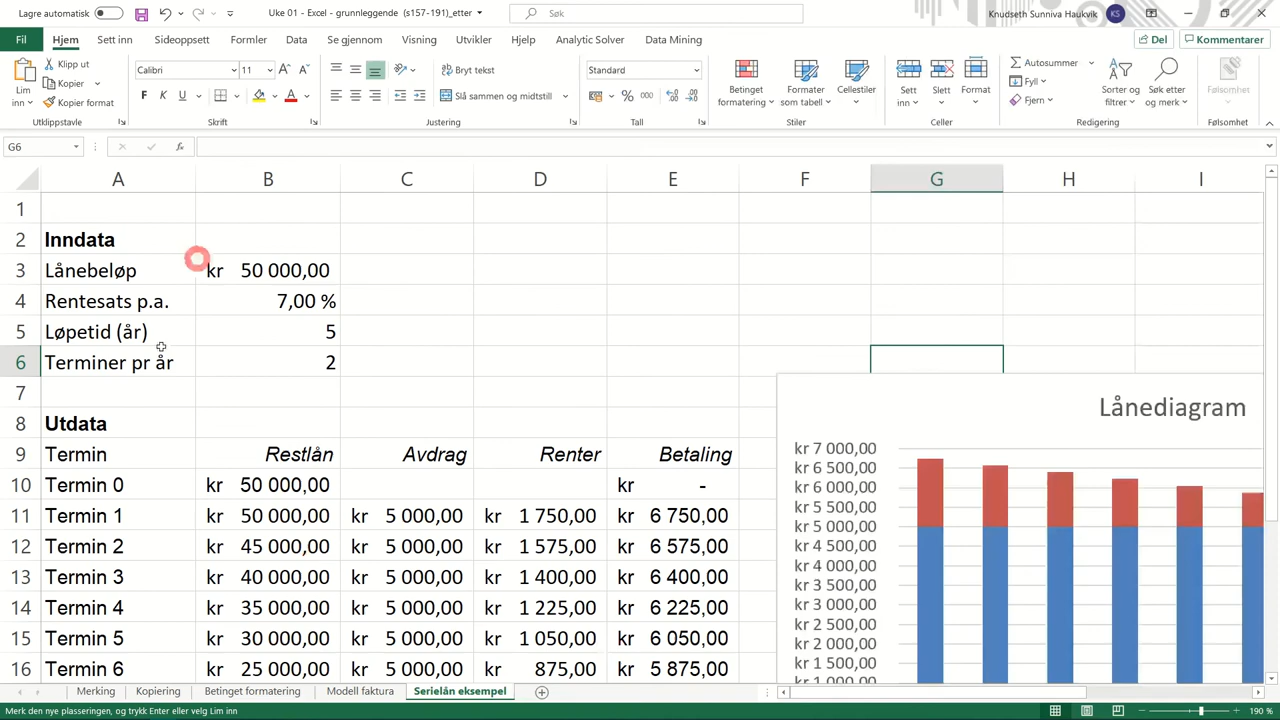 Lagre automatisk
Uke 01 - Excel - grunnleggende (s157-191)_etter
Søk
Knudseth Sunniva Haukvik
KS
Fil
Hjem
Sett inn
Sideoppsett
Formler
Data
Se gjennom
Visning
Utvikler
Hjelp
Analytic Solver
Data Mining
Del
Kommentarer
Lim inn
Klipp ut
Kopier
Kopier format
Utklippstavle
Calibri
11
F
K
U
Skrift
Bryt tekst
Slå sammen og midtstill
Justering
Standard
%
000
Tall
Betinget formatering
Formater som tabell
Cellestiler
Stiler
Sett inn
Slett
Format
Celler
Autosummer
Fyll
Fjern
Sorter og filtrer
Søk etter og merk
Redigering
Følsomhet
Følsomhet
G6
fx
A B C D E F G H I
1
2 Inndata
3 Lånebeløp kr 50 000,00
4 Rentesats p.a. 7,00 %
5 Løpetid (år) 5
6 Terminer pr år 2
7
8 Utdata
9 Termin Restlån Avdrag Renter Betaling
10 Termin 0 kr 50 000,00 kr -
11 Termin 1 kr 50 000,00 kr 5 000,00 kr 1 750,00 kr 6 750,00
12 Termin 2 kr 45 000,00 kr 5 000,00 kr 1 575,00 kr 6 575,00
13 Termin 3 kr 40 000,00 kr 5 000,00 kr 1 400,00 kr 6 400,00
14 Termin 4 kr 35 000,00 kr 5 000,00 kr 1 225,00 kr 6 225,00
15 Termin 5 kr 30 000,00 kr 5 000,00 kr 1 050,00 kr 6 050,00
16 Termin 6 kr 25 000,00 kr 5 000,00 kr 875,00 kr 5 875,00
Lånediagram
kr 7 000,00
kr 6 500,00
kr 6 000,00
kr 5 500,00
kr 5 000,00
kr 4 500,00
kr 4 000,00
kr 3 500,00
kr 3 000,00
kr 2 500,00
kr 2 000,00
kr 1 500,00
kr 1 000,00
Merking
Kopiering
Betinget formatering
Modell faktura
Serielån eksempel
Merk den nye plasseringen, og trykk Enter eller velg Lim inn
190 %